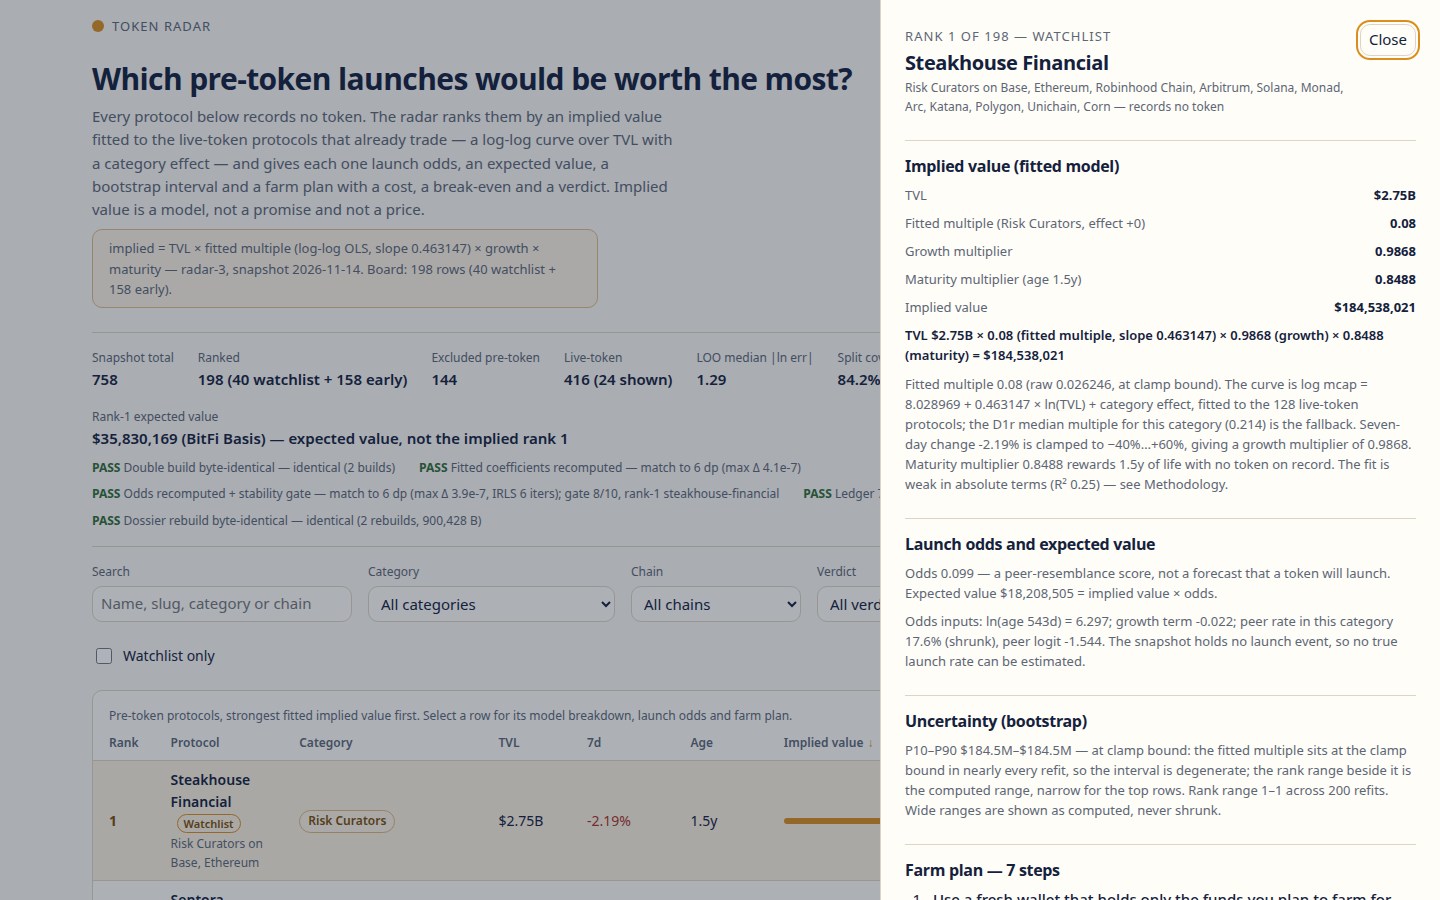 TOKEN RADAR
Which pre-token launches would be worth the most?
Every protocol below records no token. The radar ranks them by an implied value
fitted to the live-token protocols that already trade — a log-log curve over TVL with
a category effect — and gives each one launch odds, an expected value, a
bootstrap interval and a farm plan with a cost, a break-even and a verdict. Implied
value is a model, not a promise and not a price.
implied = TVL × fitted multiple (log-log OLS, slope 0.463147) × growth ×
maturity — radar-3, snapshot 2026-11-14. Board: 198 rows (40 watchlist +
158 early).
Snapshot total
758
Ranked
198 (40 watchlist + 158 early)
Excluded pre-token
144
Live-token
416 (24 shown)
LOO median |ln err|
1.29
Split
84.2%
Rank-1 expected value
$35,830,169 (BitFi Basis) — expected value, not the implied rank 1
PASS Double build byte-identical — identical (2 builds)
PASS Fitted coefficients recomputed — match to 6 dp (max Δ 4.1e-7)
PASS Odds recomputed + stability gate — match to 6 dp (max Δ 3.9e-7, IRLS 6 iters); gate 8/10, rank-1 steakhouse-financial
PASS Ledger
PASS Dossier rebuild byte-identical — identical (2 rebuilds, 900,428 B)
Search
Name, slug, category or chain
Category
All categories
Chain
All chains
Verdict
All
Watchlist only
Pre-token protocols, strongest fitted implied value first. Select a row for its model breakdown, launch odds and farm plan.
Rank Protocol Category TVL 7d Age Implied value ↓
1
Steakhouse
Financial
Watchlist
Risk Curators on
Base, Ethereum
Risk Curators
$2.75B
-2.19%
1.5y
Sentora
RANK 1 OF 198 — WATCHLIST
Close
Steakhouse Financial
Risk Curators on Base, Ethereum, Robinhood Chain, Arbitrum, Solana, Monad,
Arc, Katana, Polygon, Unichain, Corn — records no token
Implied value (fitted model)
TVL $2.75B
Fitted multiple (Risk Curators, effect +0) 0.08
Growth multiplier 0.9868
Maturity multiplier (age 1.5y) 0.8488
Implied value $184,538,021
TVL $2.75B × 0.08 (fitted multiple, slope 0.463147) × 0.9868 (growth) × 0.8488
(maturity) = $184,538,021
Fitted multiple 0.08 (raw 0.026246, at clamp bound). The curve is log mcap =
8.028969 + 0.463147 × ln(TVL) + category effect, fitted to the 128 live-token
protocols; the D1r median multiple for this category (0.214) is the fallback. Seven-
day change -2.19% is clamped to −40%…+60%, giving a growth multiplier of 0.9868.
Maturity multiplier 0.8488 rewards 1.5y of life with no token on record. The fit is
weak in absolute terms (R² 0.25) — see Methodology.
Launch odds and expected value
Odds 0.099 — a peer-resemblance score, not a forecast that a token will launch.
Expected value $18,208,505 = implied value × odds.
Odds inputs: ln(age 543d) = 6.297; growth term -0.022; peer rate in this category
17.6% (shrunk), peer logit -1.544. The snapshot holds no launch event, so no true
launch rate can be estimated.
Uncertainty (bootstrap)
P10–P90 $184.5M–$184.5M — at clamp bound: the fitted multiple sits at the clamp
bound in nearly every refit, so the interval is degenerate; the rank range beside it is
the computed range, narrow for the top rows. Rank range 1–1 across 200 refits.
Wide ranges are shown as computed, never shrunk.
Farm plan — 7 steps
1. Use a fresh wallet that holds only the funds you plan to farm for